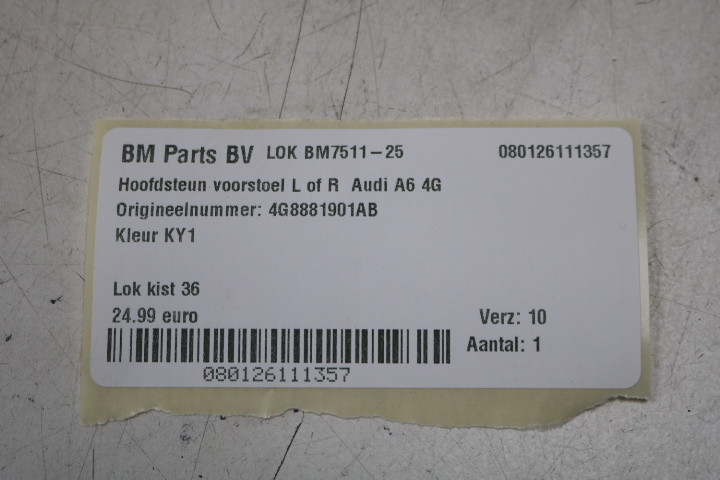 BM Parts BV LOK BM7511-25 080126111357
Hoofdsteun voorstoel L of R Audi A6 4G
Origineelnummer: 4G8881901AB
Kleur KY1
Lok kist 36
24.99 euro Verz: 10
Aantal: 1
080126111357